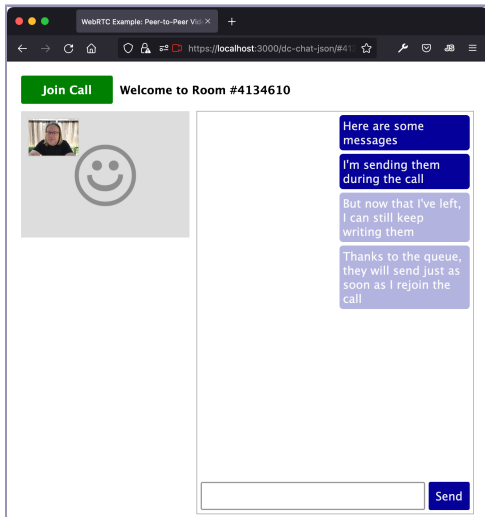 WebRTC Example: Peer-to-Peer Vid
https://localhost:3000/dc-chat-json/#413
Join Call
Welcome to Room #4134610
Here are some
messages
I'm sending them
during the call
But now that I've left,
I can still keep
writing them
Thanks to the queue,
they will send just as
soon as I rejoin the
call
Send